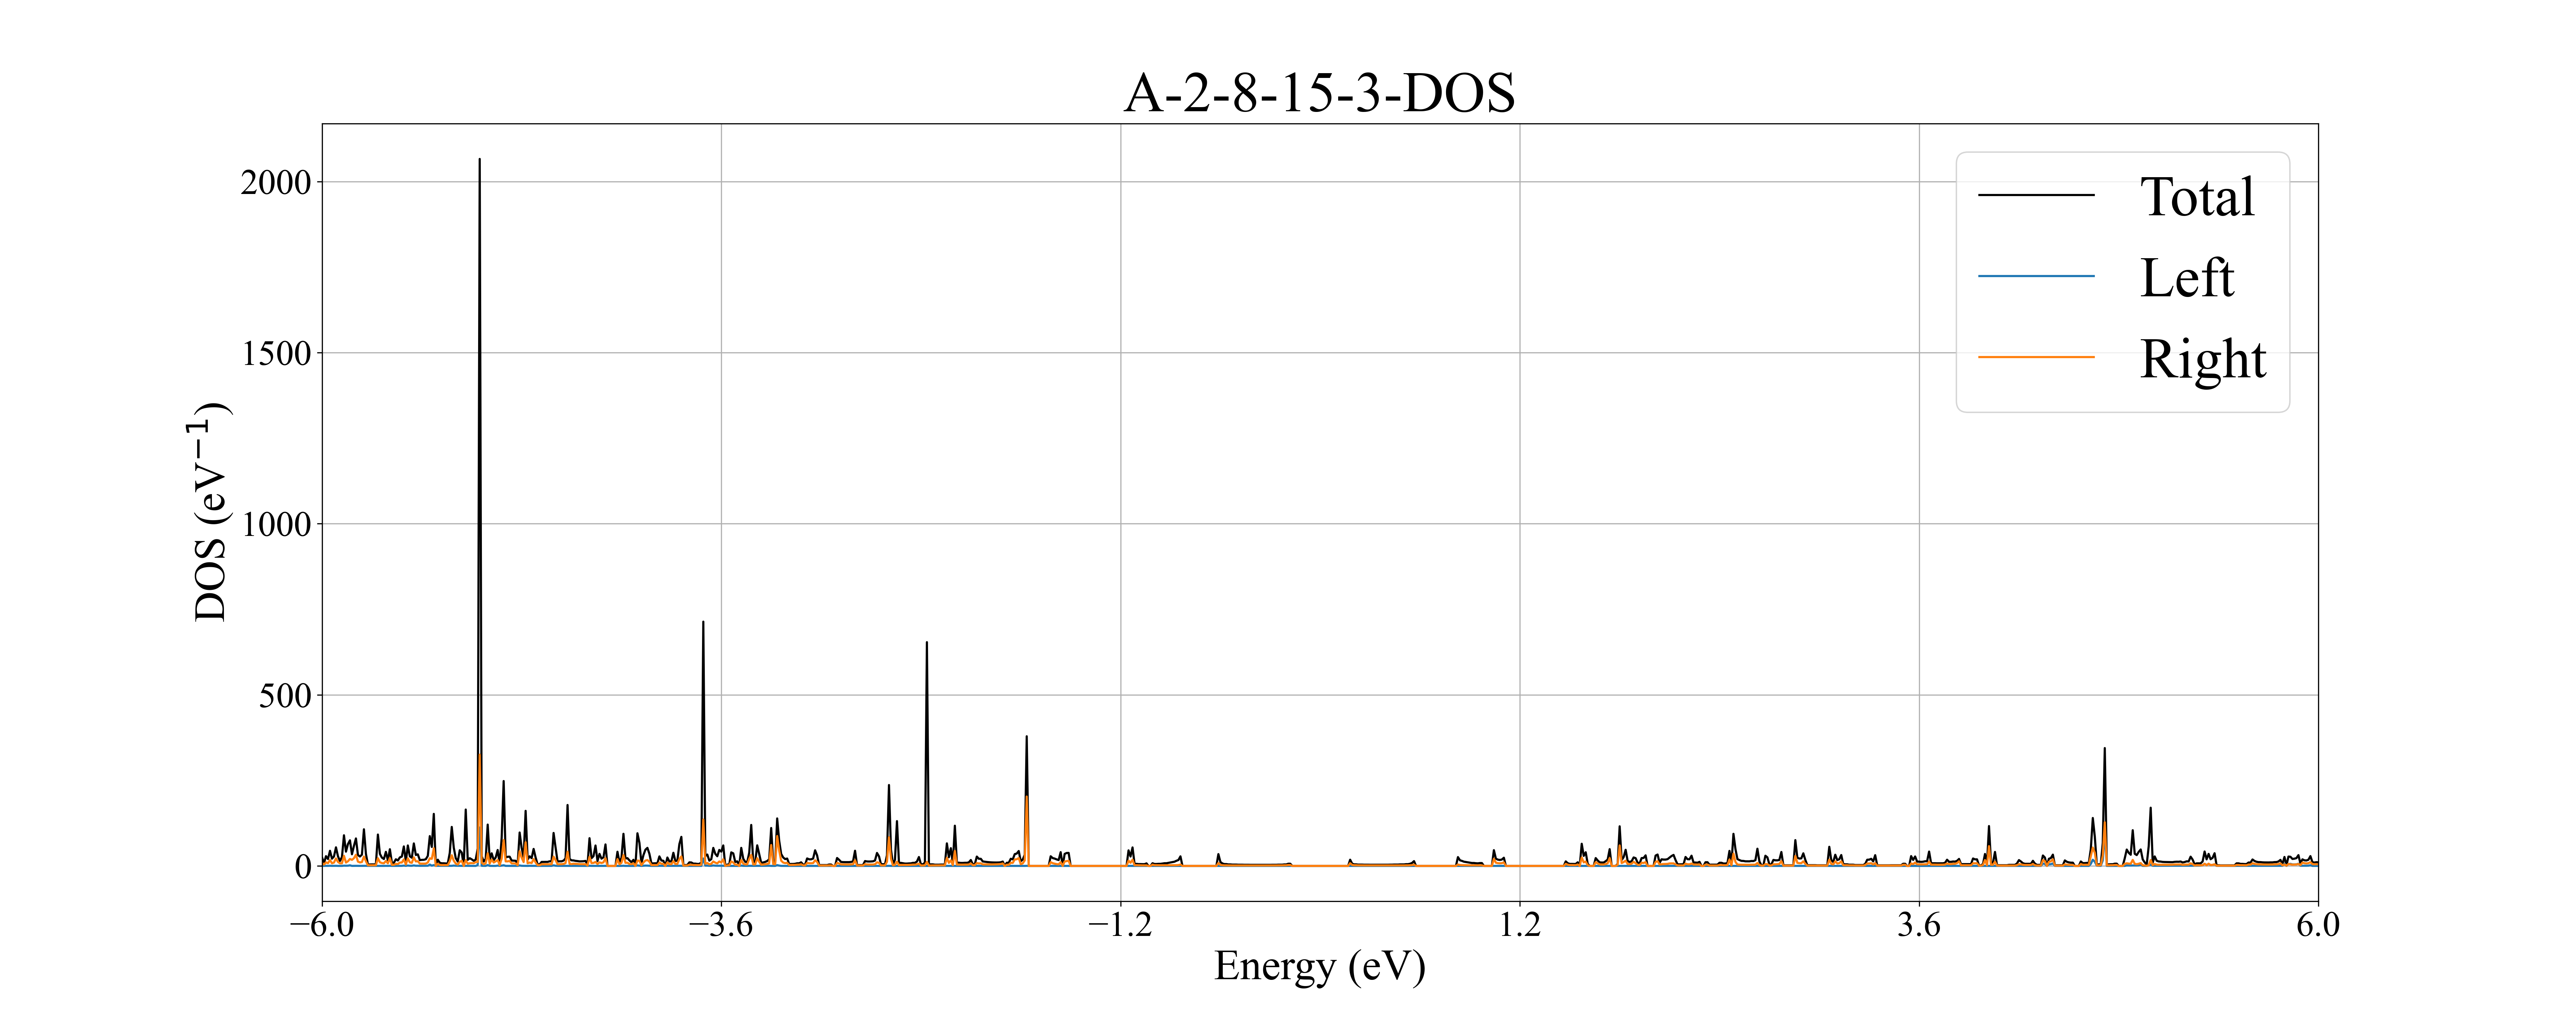 A-2-8-15-3-DOS
Total
Left
Right
2000
1500
1000
500
0
DOS (eV⁻¹)
−6.0 −3.6 −1.2 1.2 3.6 6.0
Energy (eV)